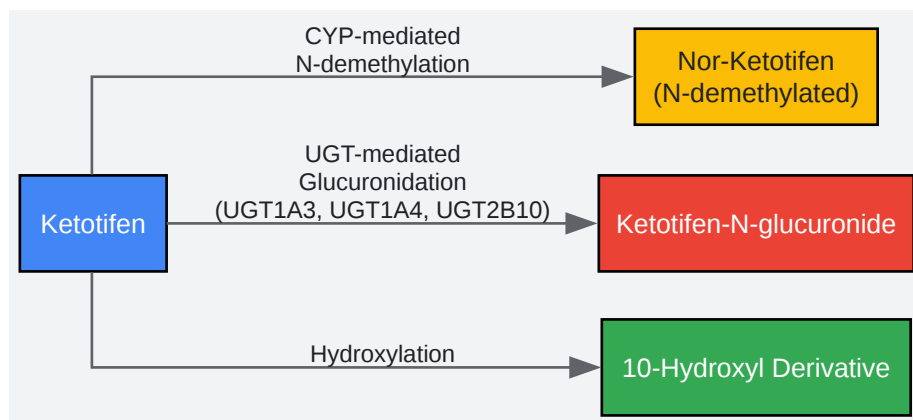 CYP-mediated
N-demethylation
Nor-Ketotifen
(N-demethylated)
UGT-mediated
Glucuronidation
(UGT1A3, UGT1A4, UGT2B10)
Ketotifen
Ketotifen-N-glucuronide
Hydroxylation
10-Hydroxyl Derivative